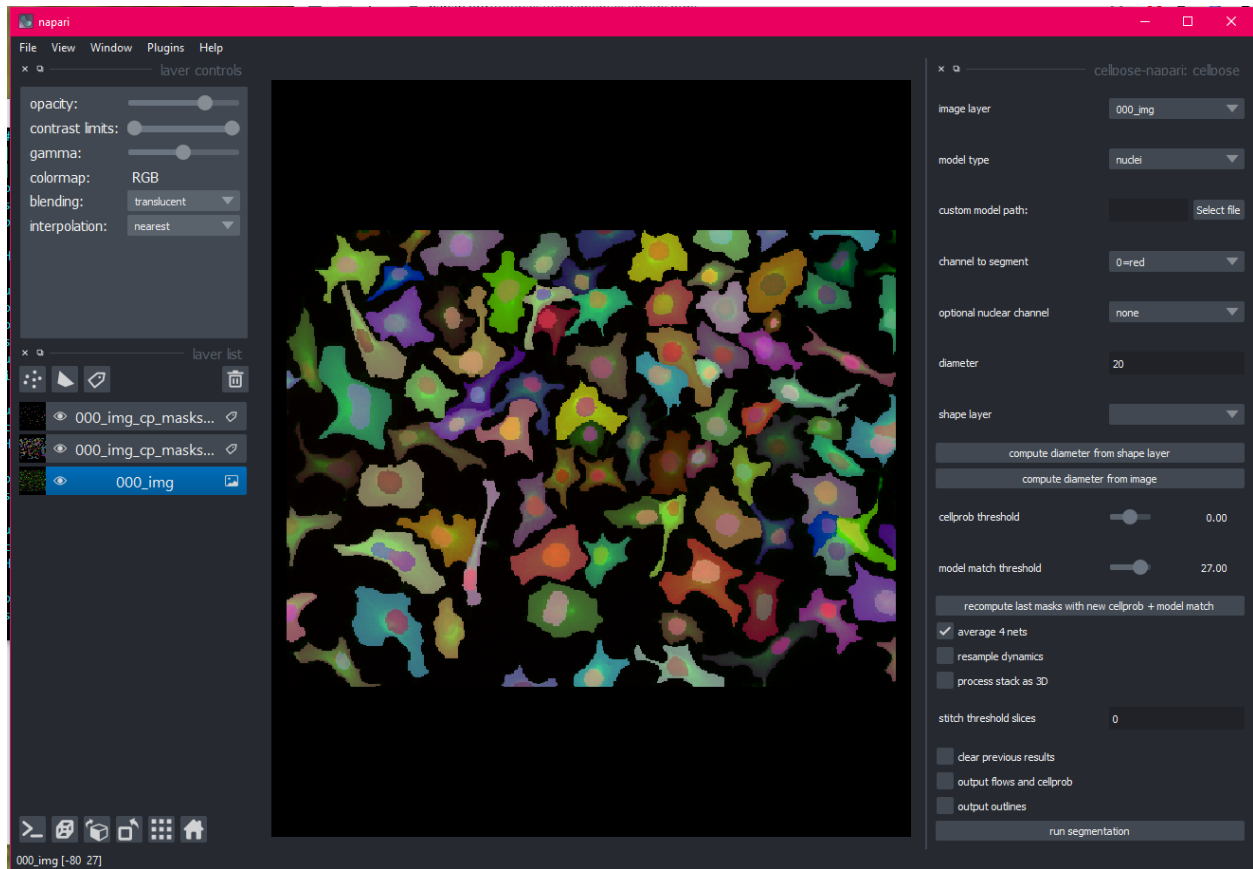 napari
File View Window Plugins Help
layer controls
opacity:
contrast limits:
gamma:
colormap: RGB
blending: translucent
interpolation: nearest
layer list
000_img_cp_masks...
000_img_cp_masks...
000_img
000_img [-80 27]
cellpose-napari: cellpose
image layer 000_img
model type nuclei
custom model path: Select file
channel to segment 0=red
optional nuclear channel none
diameter 20
shape layer
compute diameter from shape layer
compute diameter from image
cellprob threshold 0.00
model match threshold 27.00
recompute last masks with new cellprob + model match
average 4 nets
resample dynamics
process stack as 3D
stitch threshold slices 0
clear previous results
output flows and cellprob
output outlines
run segmentation